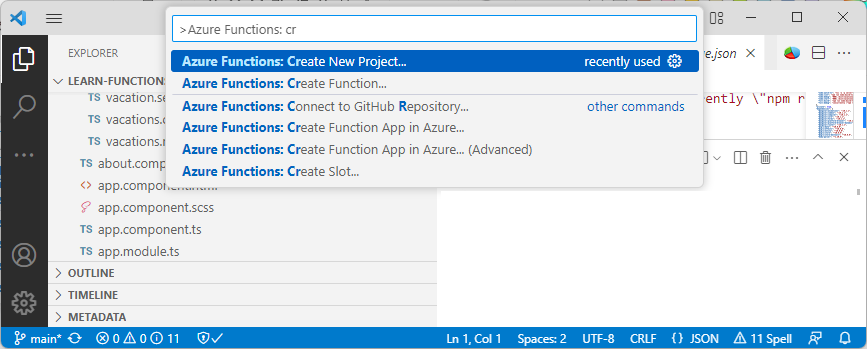 >Azure Functions: cr
Azure Functions: Create New Project...
recently used
Azure Functions: Create Function...
Azure Functions: Connect to GitHub Repository...
other commands
Azure Functions: Create Function App in Azure...
Azure Functions: Create Function App in Azure... (Advanced)
Azure Functions: Create Slot...
EXPLORER
LEARN-FUNCTION
TS vacation.se
TS vacations.
TS vacations.
TS about.comp
<> app.component.html
app.component.scss
TS app.component.ts
TS app.module.ts
OUTLINE
TIMELINE
METADATA
e.json
ently \"npm r
main*
0 0 11
Ln 1, Col 1
Spaces: 2
UTF-8
CRLF
{ } JSON
11 Spell